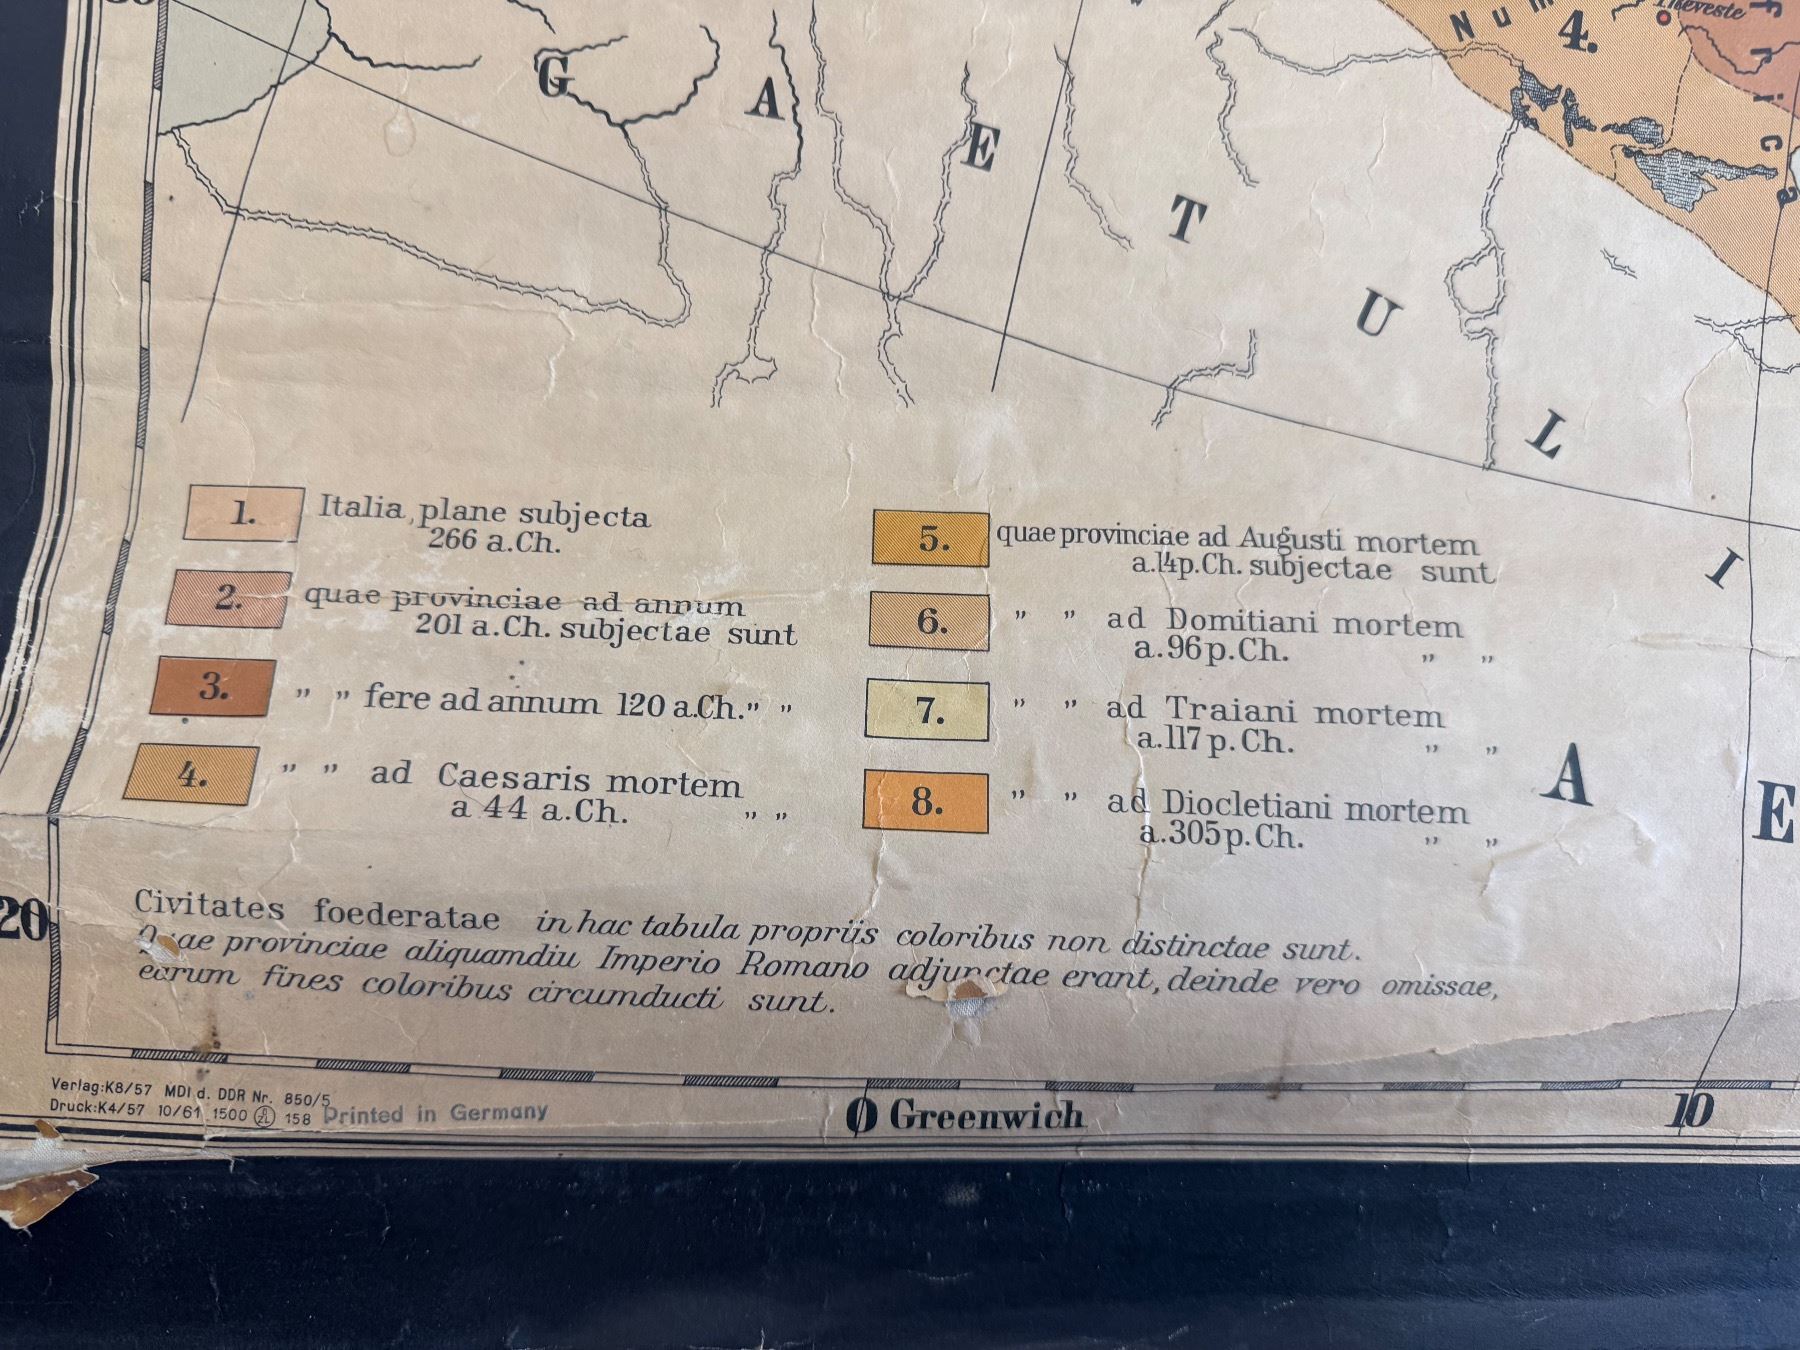 Theveste
Num
4.
rica
G A E T U L I
A E
1. Italia plane subjecta
266 a.Ch.
2. quae provinciae ad annum
201 a.Ch. subjectae sunt
3. „ „ fere ad annum 120 a.Ch. „ „
4. „ „ ad Caesaris mortem
a 44 a.Ch. „ „
5. quae provinciae ad Augusti mortem
a.14p.Ch. subjectae sunt
6. „ „ ad Domitiani mortem
a.96p.Ch. „ „
7. „ „ ad Traiani mortem
a.117p.Ch. „ „
8. „ „ ad Diocletiani mortem
a.305p.Ch. „ „
20
Civitates foederatae in hac tabula propriis coloribus non distinctae sunt.
Quae provinciae aliquamdiu Imperio Romano adjunctae erant, deinde vero omissae,
earum fines coloribus circumducti sunt.
Verlag:K8/57 MDI d. DDR Nr. 850/5
Druck:K4/57 10/61 1500 158 Printed in Germany
0 Greenwich
10